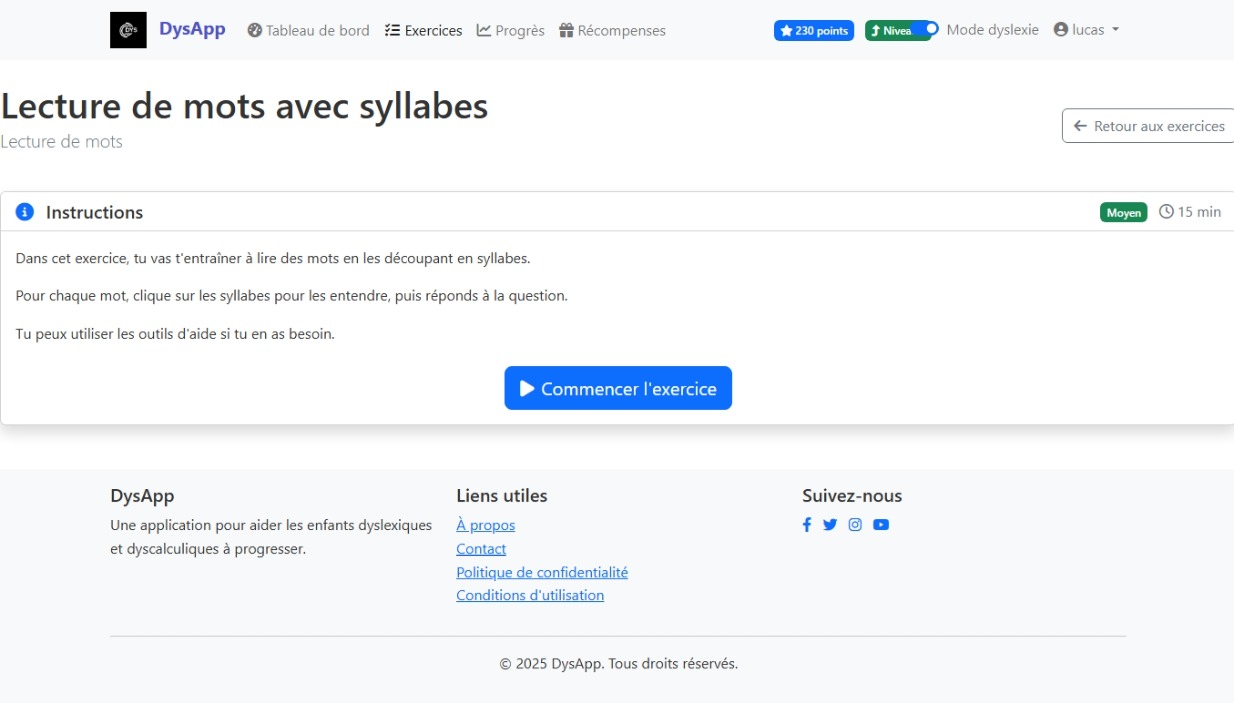 DysApp Tableau de bord Exercices Progrès Récompenses 230 points Mode dyslexie lucas
Lecture de mots avec syllabes
Lecture de mots
Retour aux exercices
Instructions
Moyen 15 min
Dans cet exercice, tu vas t'entraîner à lire des mots en les découpant en syllabes.
Pour chaque mot, clique sur les syllabes pour les entendre, puis réponds à la question.
Tu peux utiliser les outils d'aide si tu en as besoin.
Commencer l'exercice
DysApp
Une application pour aider les enfants dyslexiques
et dyscalculiques à progresser.
Liens utiles
À propos
Contact
Politique de confidentialité
Conditions d'utilisation
Suivez-nous
© 2025 DysApp. Tous droits réservés.